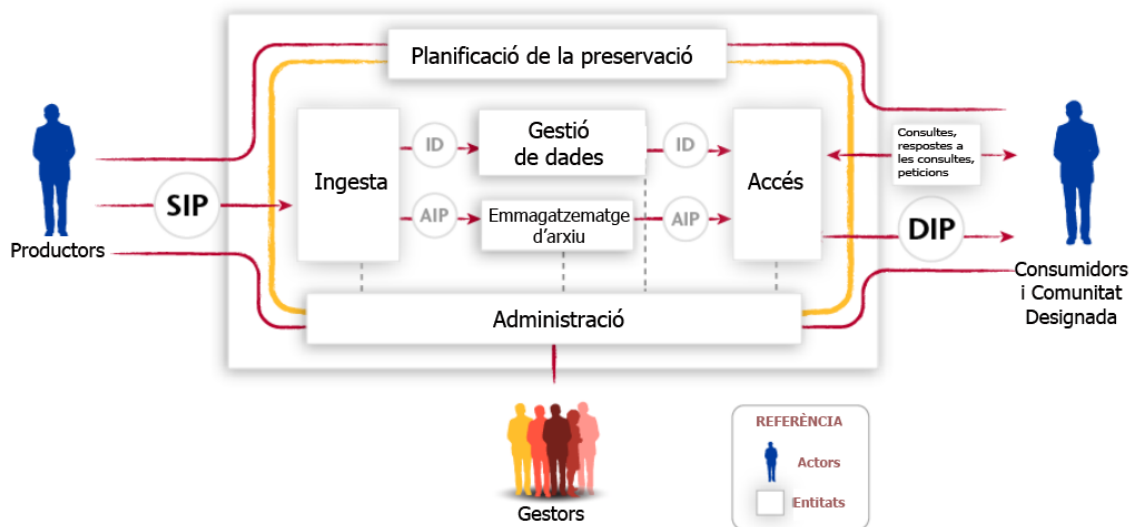 Planificació de la preservació
Productors
SIP
Ingesta
ID
Gestió
de dades
ID
AIP
Emmagatzematge
d'arxiu
AIP
Accés
Consultes,
respostes a
les consultes,
peticions
DIP
Consumidors
i Comunitat
Designada
Administració
Gestors
REFERÈNCIA
Actors
Entitats